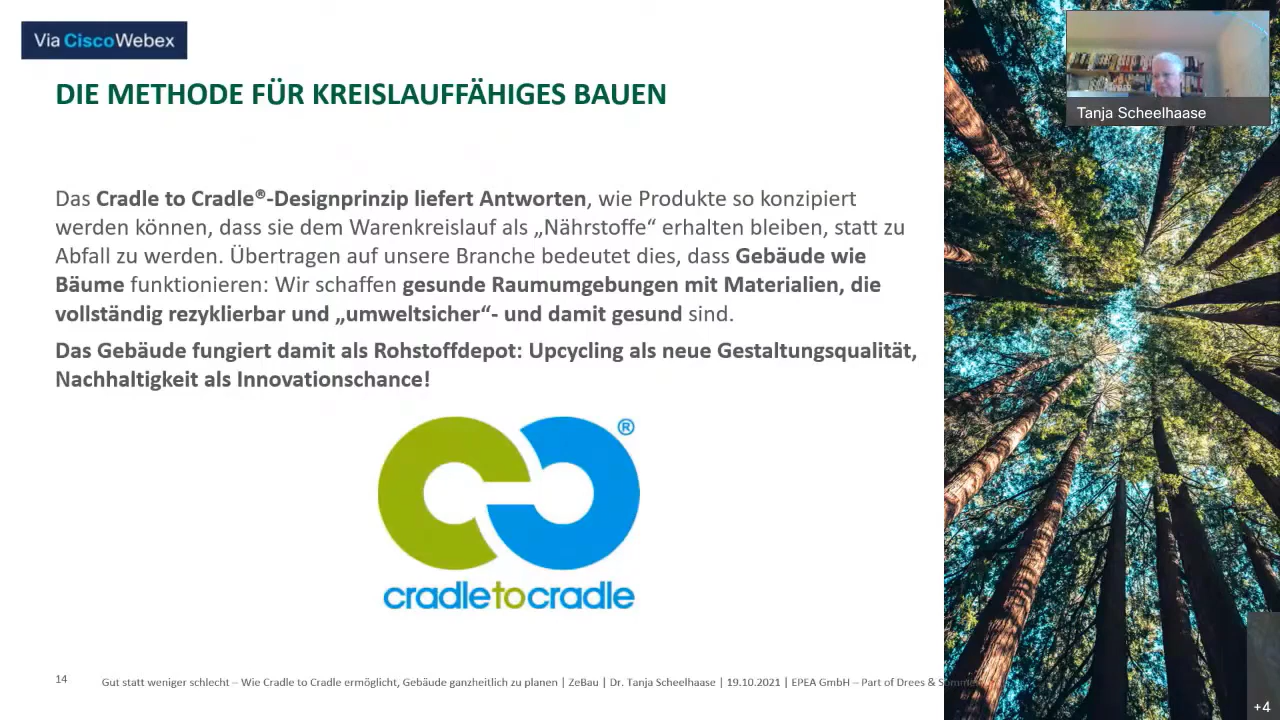 Via CiscoWebex
DIE METHODE FÜR KREISLAUFFÄHIGES BAUEN
Tanja Scheelhaase
Das Cradle to Cradle®-Designprinzip liefert Antworten, wie Produkte so konzipiert
werden können, dass sie dem Warenkreislauf als „Nährstoffe“ erhalten bleiben, statt zu
Abfall zu werden. Übertragen auf unsere Branche bedeutet dies, dass Gebäude wie
Bäume funktionieren: Wir schaffen gesunde Raumumgebungen mit Materialien, die
vollständig rezyklierbar und „umweltsicher“- und damit gesund sind.
Das Gebäude fungiert damit als Rohstoffdepot: Upcycling als neue Gestaltungsqualität,
Nachhaltigkeit als Innovationschance!
®
cradletocradle
14
Gut statt weniger schlecht – Wie Cradle to Cradle ermöglicht, Gebäude ganzheitlich zu planen | ZeBau | Dr. Tanja Scheelhaase | 19.10.2021 | EPEA GmbH – Part of Drees &
+4